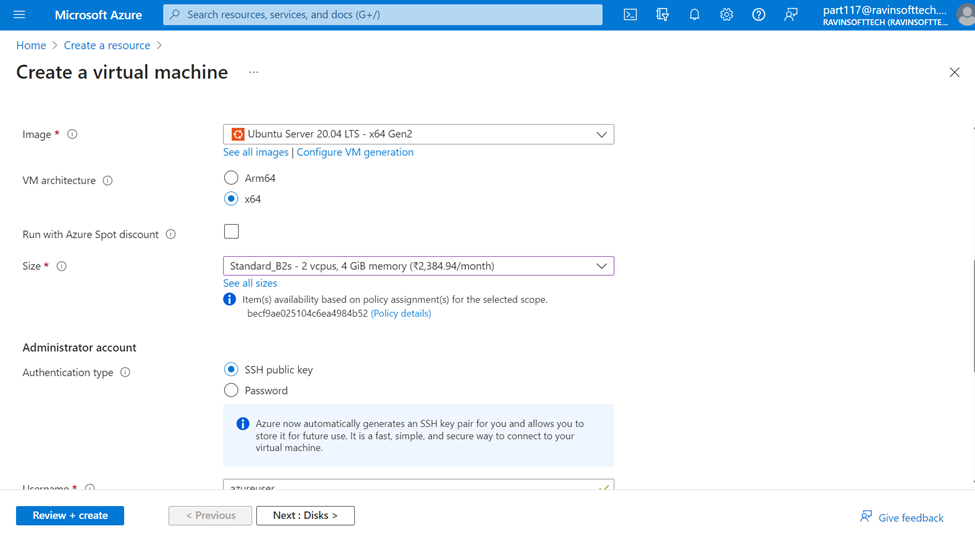 Microsoft Azure
Search resources, services, and docs (G+/)
part117@ravinsofttech....
RAVINSOFTTECH (RAVINSOFTTE...
Home > Create a resource >
Create a virtual machine ...
Image *
Ubuntu Server 20.04 LTS - x64 Gen2
See all images | Configure VM generation
VM architecture
Arm64
x64
Run with Azure Spot discount
Size *
Standard_B2s - 2 vcpus, 4 GiB memory (₹2,384.94/month)
See all sizes
Item(s) availability based on policy assignment(s) for the selected scope.
becf9ae025104c6ea4984b52 (Policy details)
Administrator account
Authentication type
SSH public key
Password
Azure now automatically generates an SSH key pair for you and allows you to
store it for future use. It is a fast, simple, and secure way to connect to your
virtual machine.
Username *
azureuser
Review + create
< Previous
Next : Disks >
Give feedback